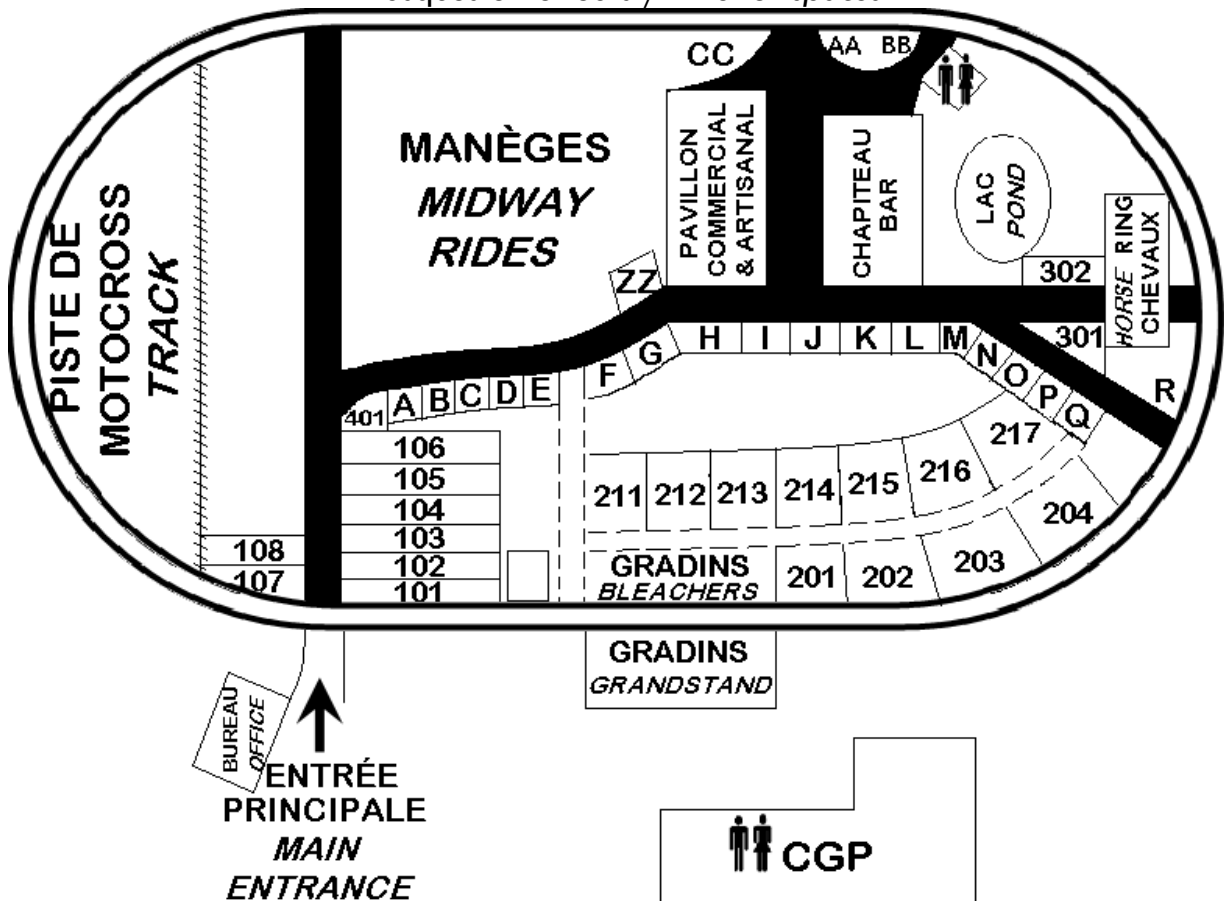 CC
AA BB
MANÈGES
MIDWAY
RIDES
PAVILLON
COMMERCIAL
& ARTISANAL
CHAPITEAU
BAR
LAC
POND
HORSE RING
CHEVAUX
302
301
PISTE DE
MOTOCROSS
TRACK
ZZ
H I J K L M N O P Q
R
F G
401 A B C D E
106
105
104
103
102
101
108
107
211 212 213 214 215 216 217
204
203
202
201
GRADINS
BLEACHERS
GRADINS
GRANDSTAND
BUREAU
OFFICE
ENTRÉE
PRINCIPALE
MAIN
ENTRANCE
CGP